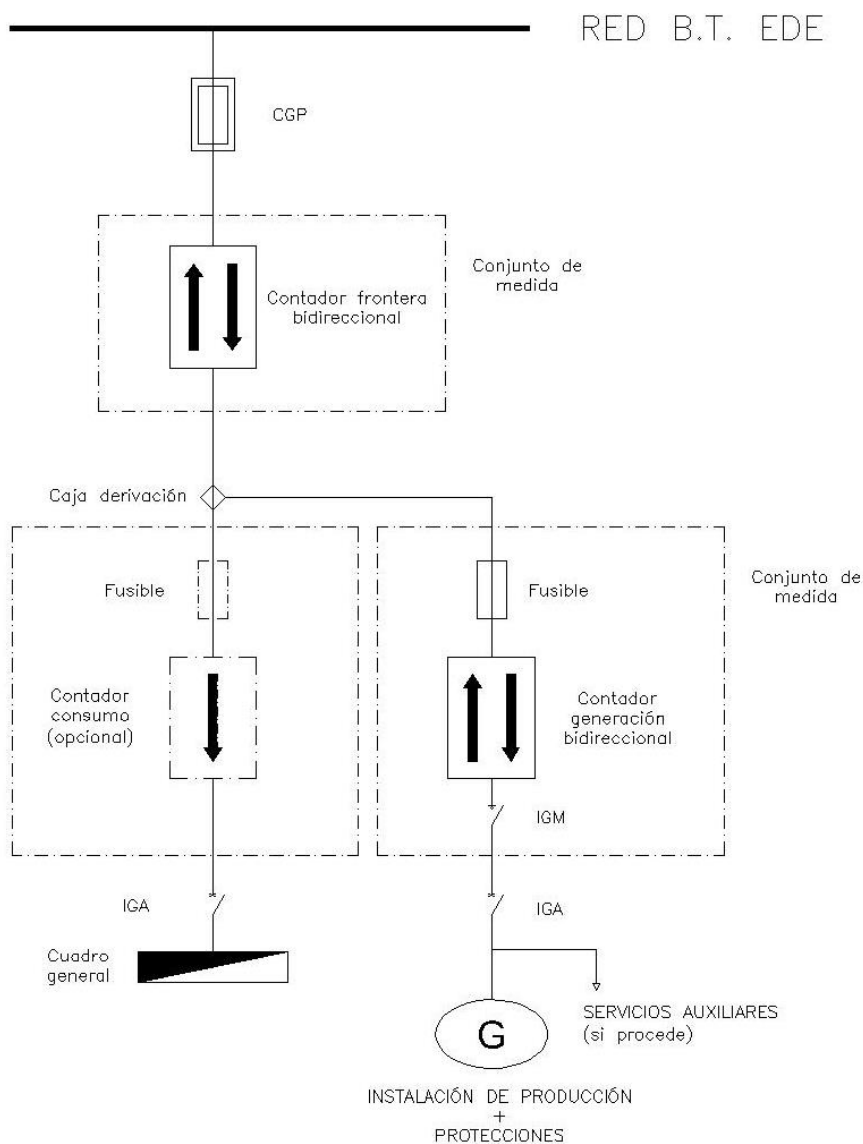 RED B.T. EDE
CGP
Conjunto de
medida
Contador frontera
bidireccional
Caja derivación
Fusible
Fusible
Conjunto de
medida
Contador
consumo
(opcional)
Contador
generación
bidireccional
IGM
IGA
IGA
Cuadro
general
G
SERVICIOS AUXILIARES
(si procede)
INSTALACIÓN DE PRODUCCIÓN
+
PROTECCIONES